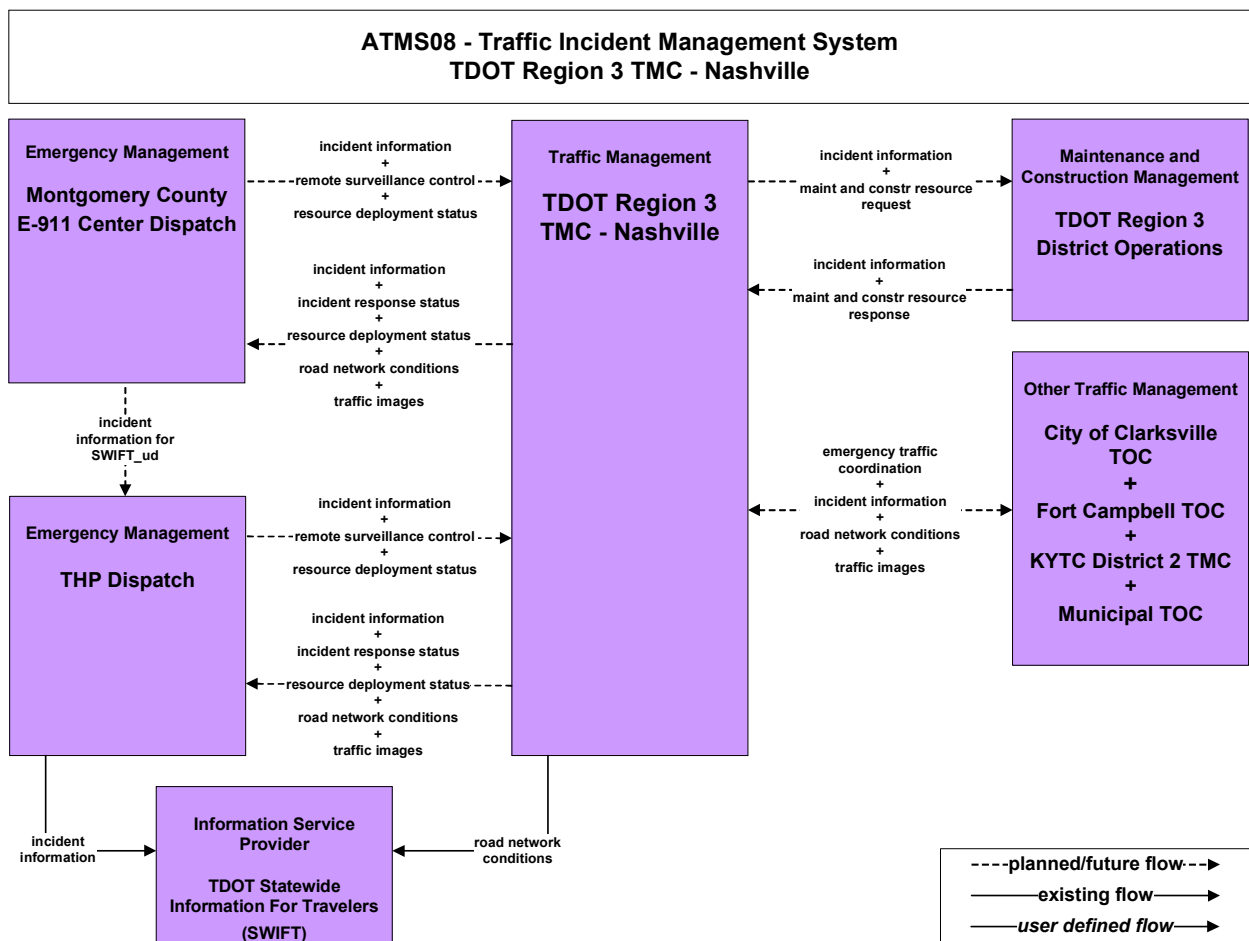 ATMS08 - Traffic Incident Management System
TDOT Region 3 TMC - Nashville
Emergency Management
Montgomery County
E-911 Center Dispatch
incident information
+
remote surveillance control
+
resource deployment status
incident information
+
incident response status
+
resource deployment status
+
road network conditions
+
traffic images
Traffic Management
TDOT Region 3
TMC - Nashville
incident information
+
maint and constr resource
request
incident information
+
maint and constr resource
response
Maintenance and
Construction Management
TDOT Region 3
District Operations
incident
information for
SWIFT_ud
Emergency Management
THP Dispatch
incident information
+
remote surveillance control
+
resource deployment status
incident information
+
incident response status
+
resource deployment status
+
road network conditions
+
traffic images
emergency traffic
coordination
+
incident information
+
road network conditions
+
traffic images
Other Traffic Management
City of Clarksville
TOC
+
Fort Campbell TOC
+
KYTC District 2 TMC
+
Municipal TOC
incident
information
Information Service
Provider
TDOT Statewide
Information For Travelers
(SWIFT)
road network
conditions
planned/future flow
existing flow
user defined flow